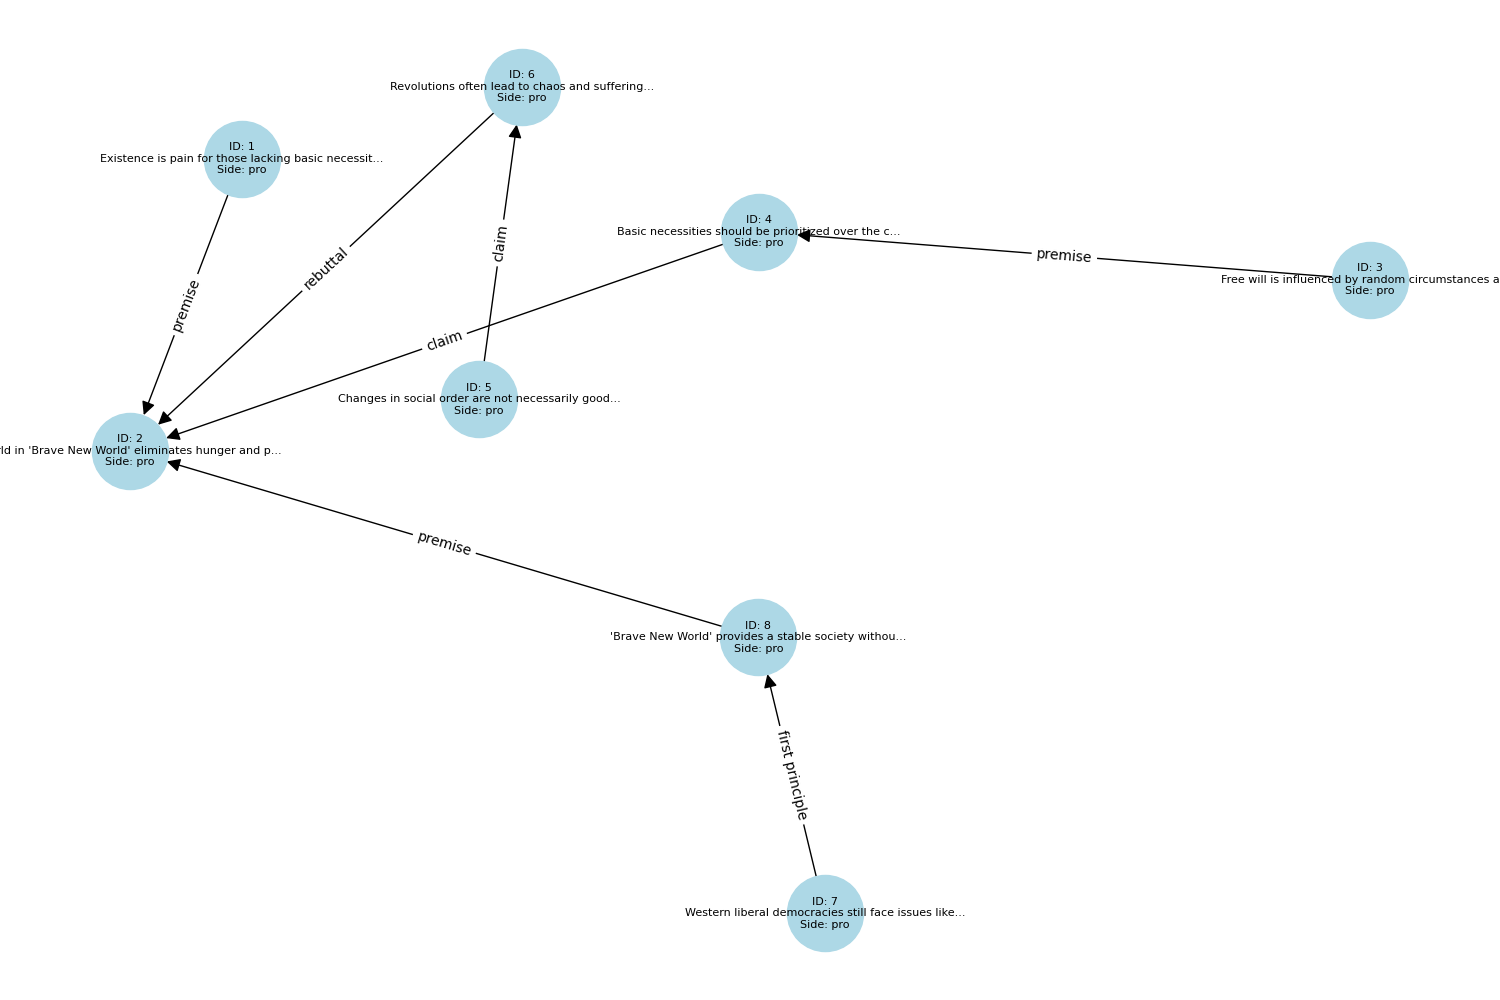 ID: 6
Revolutions often lead to chaos and suffering...
Side: pro
ID: 1
Existence is pain for those lacking basic necessit...
Side: pro
ID: 4
Basic necessities should be prioritized over the c...
Side: pro
claim
rebuttal
premise
ID: 3
Free will is influenced by random circumstances a
Side: pro
premise
claim
ID: 5
Changes in social order are not necessarily good...
Side: pro
ID: 2
in 'Brave New World' eliminates hunger and p...
Side: pro
premise
ID: 8
'Brave New World' provides a stable society withou...
Side: pro
first principle
ID: 7
Western liberal democracies still face issues like...
Side: pro